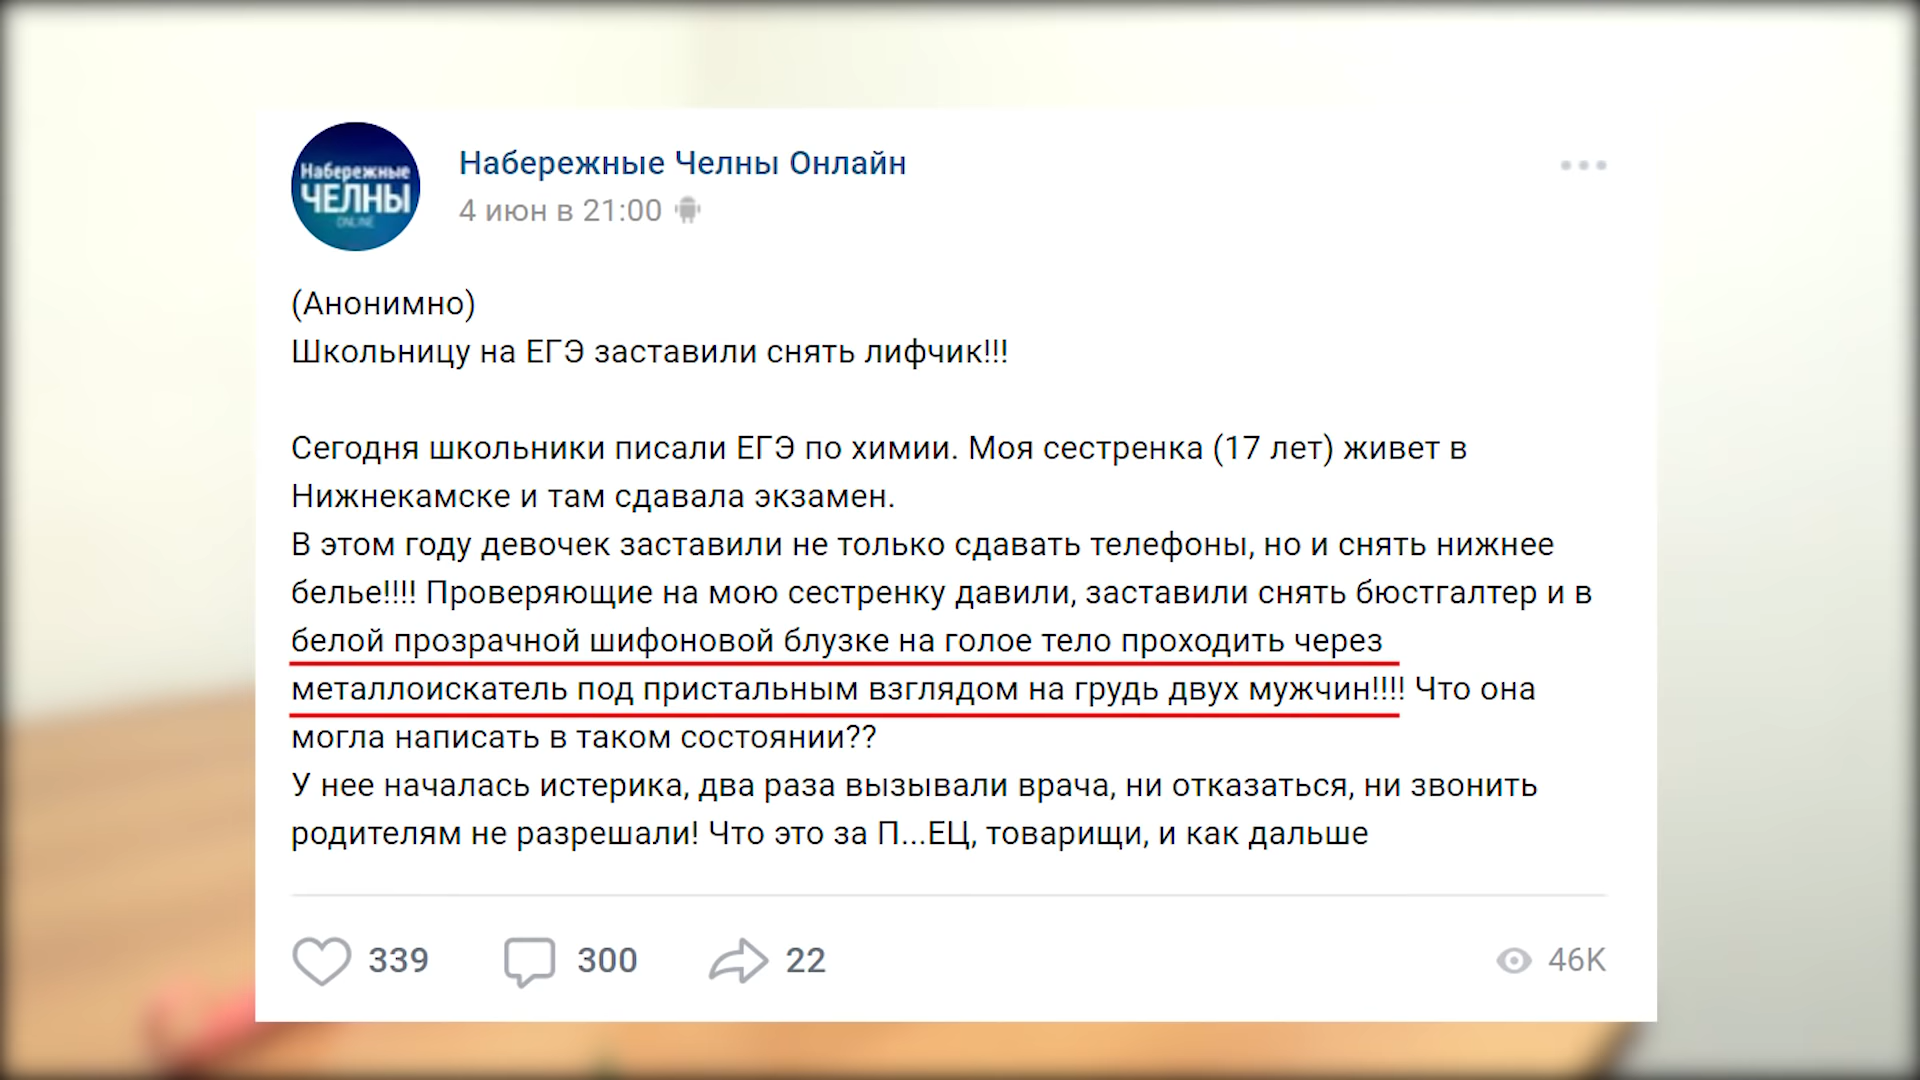 Набережные
ЧЕЛНЫ
ONLINE
Набережные Челны Онлайн
4 июн в 21:00
(Анонимно)
Школьницу на ЕГЭ заставили снять лифчик!!!
Сегодня школьники писали ЕГЭ по химии. Моя сестренка (17 лет) живет в
Нижнекамске и там сдавала экзамен.
В этом году девочек заставили не только сдавать телефоны, но и снять нижнее
белье!!!! Проверяющие на мою сестренку давили, заставили снять бюстгалтер и в
белой прозрачной шифоновой блузке на голое тело проходить через
металлоискатель под пристальным взглядом на грудь двух мужчин!!!! Что она
могла написать в таком состоянии??
У нее началась истерика, два раза вызывали врача, ни отказаться, ни звонить
родителям не разрешали! Что это за П...ЕЦ, товарищи, и как дальше
339 300 22 46K